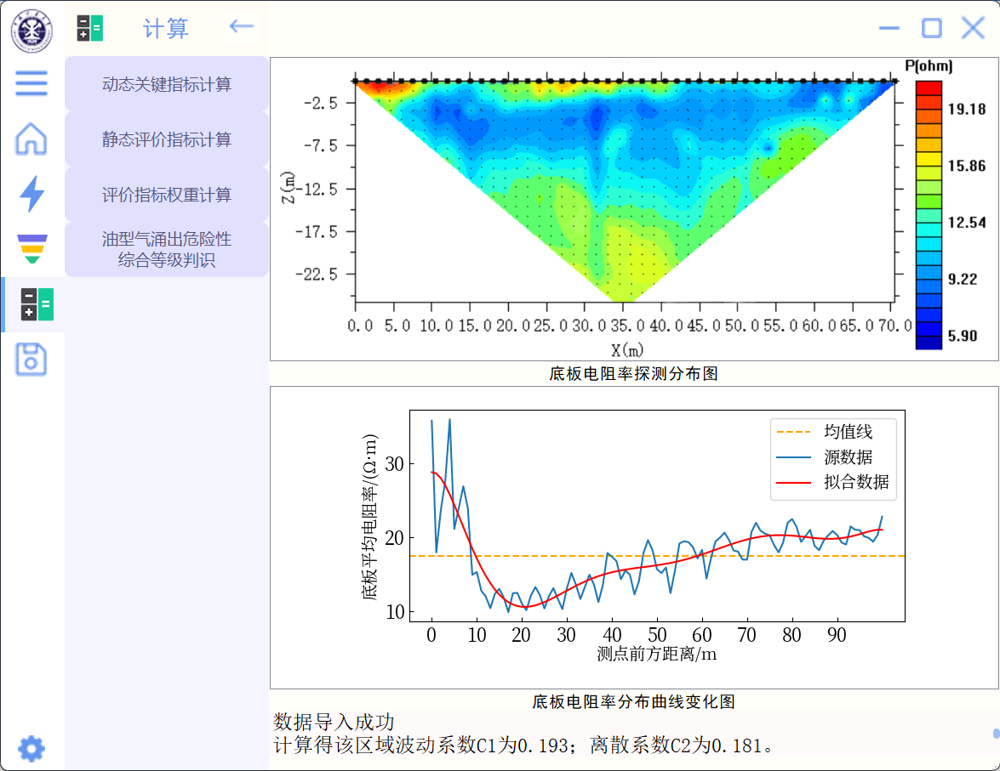 计算
动态关键指标计算
静态评价指标计算
评价指标权重计算
油型气涌出危险性
综合等级判识
P(ohm)
-2.5
-7.5
-12.5
-17.5
-22.5
Z(m)
19.18
15.86
12.54
9.22
5.90
0.0 5.0 10.0 15.0 20.0 25.0 30.0 35.0 40.0 45.0 50.0 55.0 60.0 65.0 70.0
X(m)
底板电阻率探测分布图
均值线
源数据
拟合数据
30
20
10
底板平均电阻率/(Ω·m)
0 10 20 30 40 50 60 70 80 90
测点前方距离/m
底板电阻率分布曲线变化图
数据导入成功
计算得该区域波动系数C1为0.193；离散系数C2为0.181。